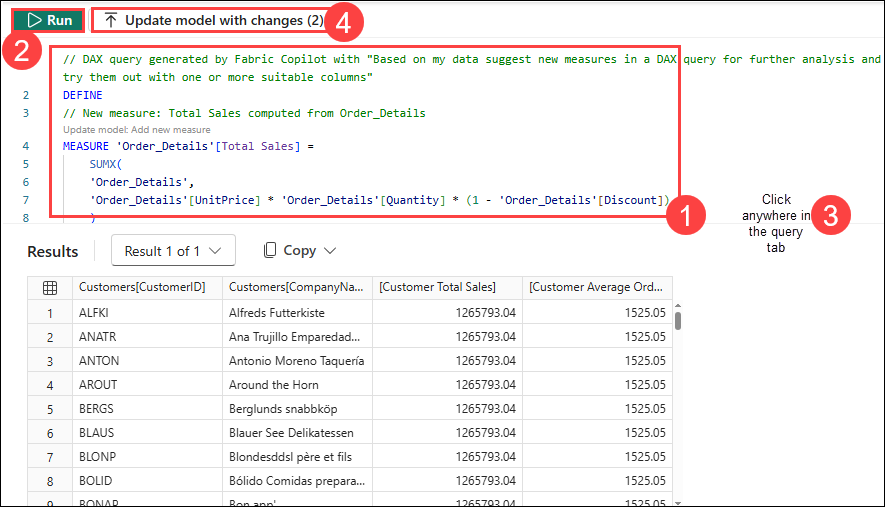 Run
Update model with changes (2)
4
2
// DAX query generated by Fabric Copilot with "Based on my data suggest new measures in a DAX query for further analysis and
try them out with one or more suitable columns"
2 DEFINE
3 // New measure: Total Sales computed from Order_Details
Update model: Add new measure
4 MEASURE 'Order_Details'[Total Sales] =
5 SUMX(
6 'Order_Details',
7 'Order_Details'[UnitPrice] * 'Order_Details'[Quantity] * (1 - 'Order_Details'[Discount])
8 )
1
Click
anywhere in
the query
tab
3
Results
Result 1 of 1
Copy
Customers[CustomerID] Customers[CompanyNa... [Customer Total Sales] [Customer Average Ord...
1 ALFKI Alfreds Futterkiste 1265793.04 1525.05
2 ANATR Ana Trujillo Emparedad... 1265793.04 1525.05
3 ANTON Antonio Moreno Taquería 1265793.04 1525.05
4 AROUT Around the Horn 1265793.04 1525.05
5 BERGS Berglunds snabbköp 1265793.04 1525.05
6 BLAUS Blauer See Delikatessen 1265793.04 1525.05
7 BLONP Blondesddsl père et fils 1265793.04 1525.05
8 BOLID Bólido Comidas prepara... 1265793.04 1525.05
9 BONAP Bon app' 1265793.04 1525.05